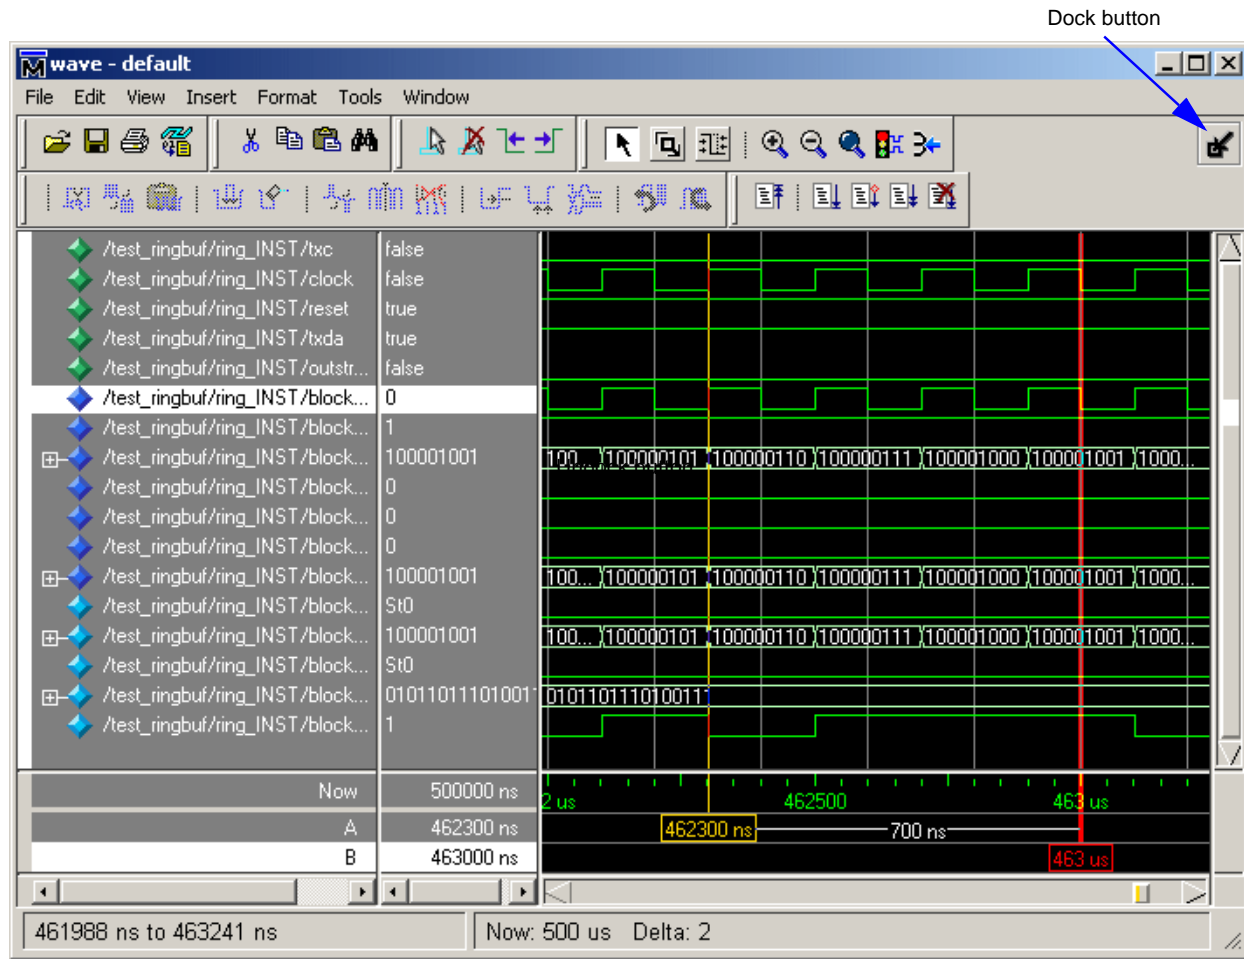 Dock button
wave - default
File Edit View Insert Format Tools Window
/test_ringbuf/ring_INST/txc false
/test_ringbuf/ring_INST/clock false
/test_ringbuf/ring_INST/reset true
/test_ringbuf/ring_INST/txda true
/test_ringbuf/ring_INST/outstr... false
/test_ringbuf/ring_INST/block... 0
/test_ringbuf/ring_INST/block... 1
/test_ringbuf/ring_INST/block... 100001001 100... 100000101 100000110 100000111 100001000 100001001 1000...
/test_ringbuf/ring_INST/block... 0
/test_ringbuf/ring_INST/block... 0
/test_ringbuf/ring_INST/block... 0
/test_ringbuf/ring_INST/block... 100001001 100... 100000101 100000110 100000111 100001000 100001001 1000...
/test_ringbuf/ring_INST/block... St0
/test_ringbuf/ring_INST/block... 100001001 100... 100000101 100000110 100000111 100001000 100001001 1000...
/test_ringbuf/ring_INST/block... St0
/test_ringbuf/ring_INST/block... 010110111010011 0101101110100111
/test_ringbuf/ring_INST/block... 1
Now 500000 ns 2 us 462500 463 us
A 462300 ns 462300 ns 700 ns
B 463000 ns 463 us
461988 ns to 463241 ns Now: 500 us Delta: 2